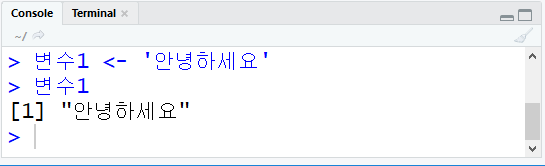 Console Terminal ×
~/
> 변수1 <- '안녕하세요'
> 변수1
[1] "안녕하세요"
>